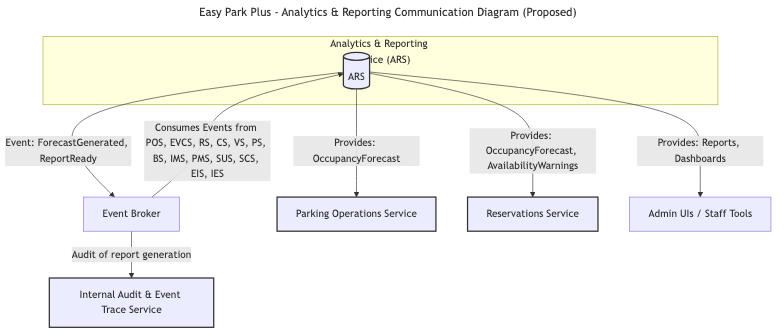 Easy Park Plus - Analytics & Reporting Communication Diagram (Proposed)
Analytics & Reporting
ice (ARS)
ARS
Event: ForecastGenerated,
ReportReady
Consumes Events from
POS, EVCS, RS, CS, VS, PS,
BS, IMS, PMS, SUS, SCS,
EIS, IES
Provides:
OccupancyForecast
Provides:
OccupancyForecast,
AvailabilityWarnings
Provides: Reports,
Dashboards
Event Broker
Parking Operations Service
Reservations Service
Admin UIs / Staff Tools
Audit of report generation
Internal Audit & Event
Trace Service